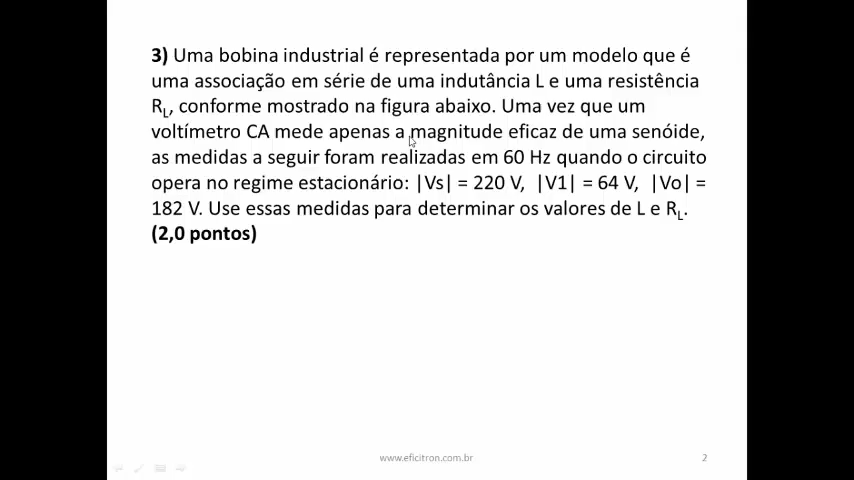 3) Uma bobina industrial é representada por um modelo que é
uma associação em série de uma indutância L e uma resistência
RL, conforme mostrado na figura abaixo. Uma vez que um
voltímetro CA mede apenas a magnitude eficaz de uma senóide,
as medidas a seguir foram realizadas em 60 Hz quando o circuito
opera no regime estacionário: |Vs| = 220 V, |V1| = 64 V, |Vo| =
182 V. Use essas medidas para determinar os valores de L e RL.
(2,0 pontos)
www.eficitron.com.br
2